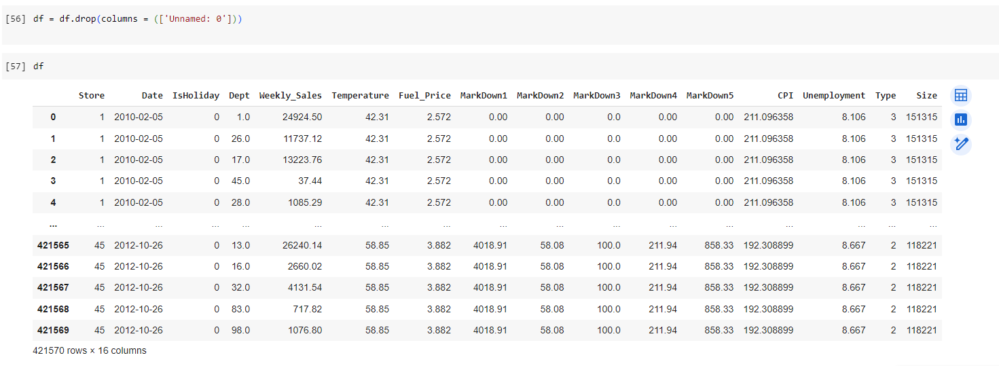 [56] df = df.drop(columns = (['Unnamed: 0']))
[57] df
Store Date IsHoliday Dept Weekly_Sales Temperature Fuel_Price MarkDown1 MarkDown2 MarkDown3 MarkDown4 MarkDown5 CPI Unemployment Type Size
0 1 2010-02-05 0 1.0 24924.50 42.31 2.572 0.00 0.00 0.0 0.00 0.00 211.096358 8.106 3 151315
1 1 2010-02-05 0 26.0 11737.12 42.31 2.572 0.00 0.00 0.0 0.00 0.00 211.096358 8.106 3 151315
2 1 2010-02-05 0 17.0 13223.76 42.31 2.572 0.00 0.00 0.0 0.00 0.00 211.096358 8.106 3 151315
3 1 2010-02-05 0 45.0 37.44 42.31 2.572 0.00 0.00 0.0 0.00 0.00 211.096358 8.106 3 151315
4 1 2010-02-05 0 28.0 1085.29 42.31 2.572 0.00 0.00 0.0 0.00 0.00 211.096358 8.106 3 151315
... ... ... ... ... ... ... ... ... ... ... ... ... ... ... ... ...
421565 45 2012-10-26 0 13.0 26240.14 58.85 3.882 4018.91 58.08 100.0 211.94 858.33 192.308899 8.667 2 118221
421566 45 2012-10-26 0 16.0 2660.02 58.85 3.882 4018.91 58.08 100.0 211.94 858.33 192.308899 8.667 2 118221
421567 45 2012-10-26 0 32.0 4131.54 58.85 3.882 4018.91 58.08 100.0 211.94 858.33 192.308899 8.667 2 118221
421568 45 2012-10-26 0 83.0 717.82 58.85 3.882 4018.91 58.08 100.0 211.94 858.33 192.308899 8.667 2 118221
421569 45 2012-10-26 0 98.0 1076.80 58.85 3.882 4018.91 58.08 100.0 211.94 858.33 192.308899 8.667 2 118221
421570 rows × 16 columns